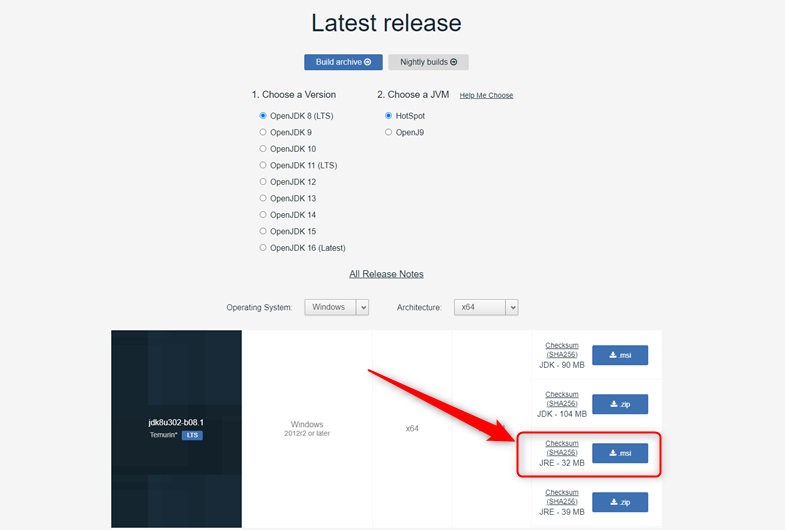 Latest release
Build archive
Nightly builds
1. Choose a Version
2. Choose a JVM Help Me Choose
OpenJDK 8 (LTS)
HotSpot
OpenJDK 9
OpenJ9
OpenJDK 10
OpenJDK 11 (LTS)
OpenJDK 12
OpenJDK 13
OpenJDK 14
OpenJDK 15
OpenJDK 16 (Latest)
All Release Notes
Operating System: Windows
Architecture: x64
jdk8u302-b08.1
Temurin* LTS
Windows
2012r2 or later
x64
Checksum
(SHA256)
JDK - 90 MB
.msi
Checksum
(SHA256)
JDK - 104 MB
.zip
Checksum
(SHA256)
JRE - 32 MB
.msi
Checksum
(SHA256)
JRE - 39 MB
.zip